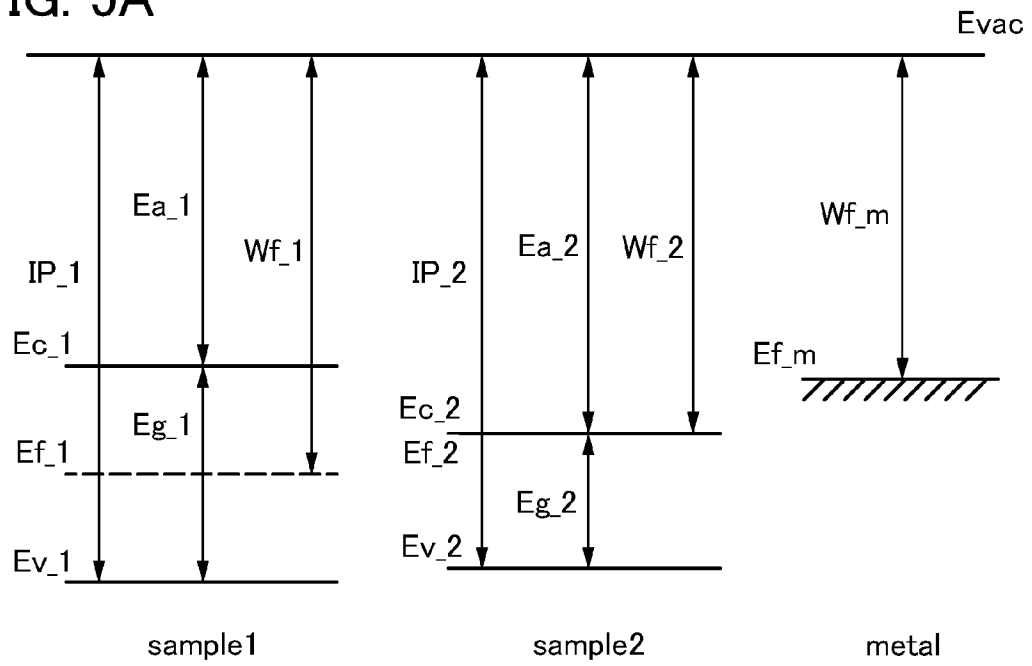 IG. 5A
Evac
Ea_1
Wf_1
IP_1
Ec_1
Eg_1
Ef_1
Ev_1
sample1
Ea_2
Wf_2
IP_2
Ec_2
Ef_2
Eg_2
Ev_2
sample2
Wf_m
Ef_m
metal